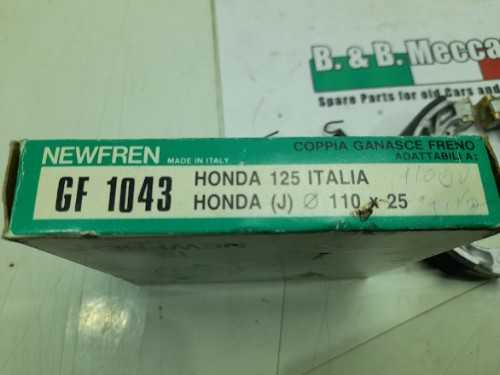 B. & B. Mecca
Spare Parts for old Cars and
NEWFREN MADE IN ITALY
COPPIA GANASCE FRENO
ADATTABILI A:
GF 1043
HONDA 125 ITALIA
HONDA (J) Ø 110 x 25